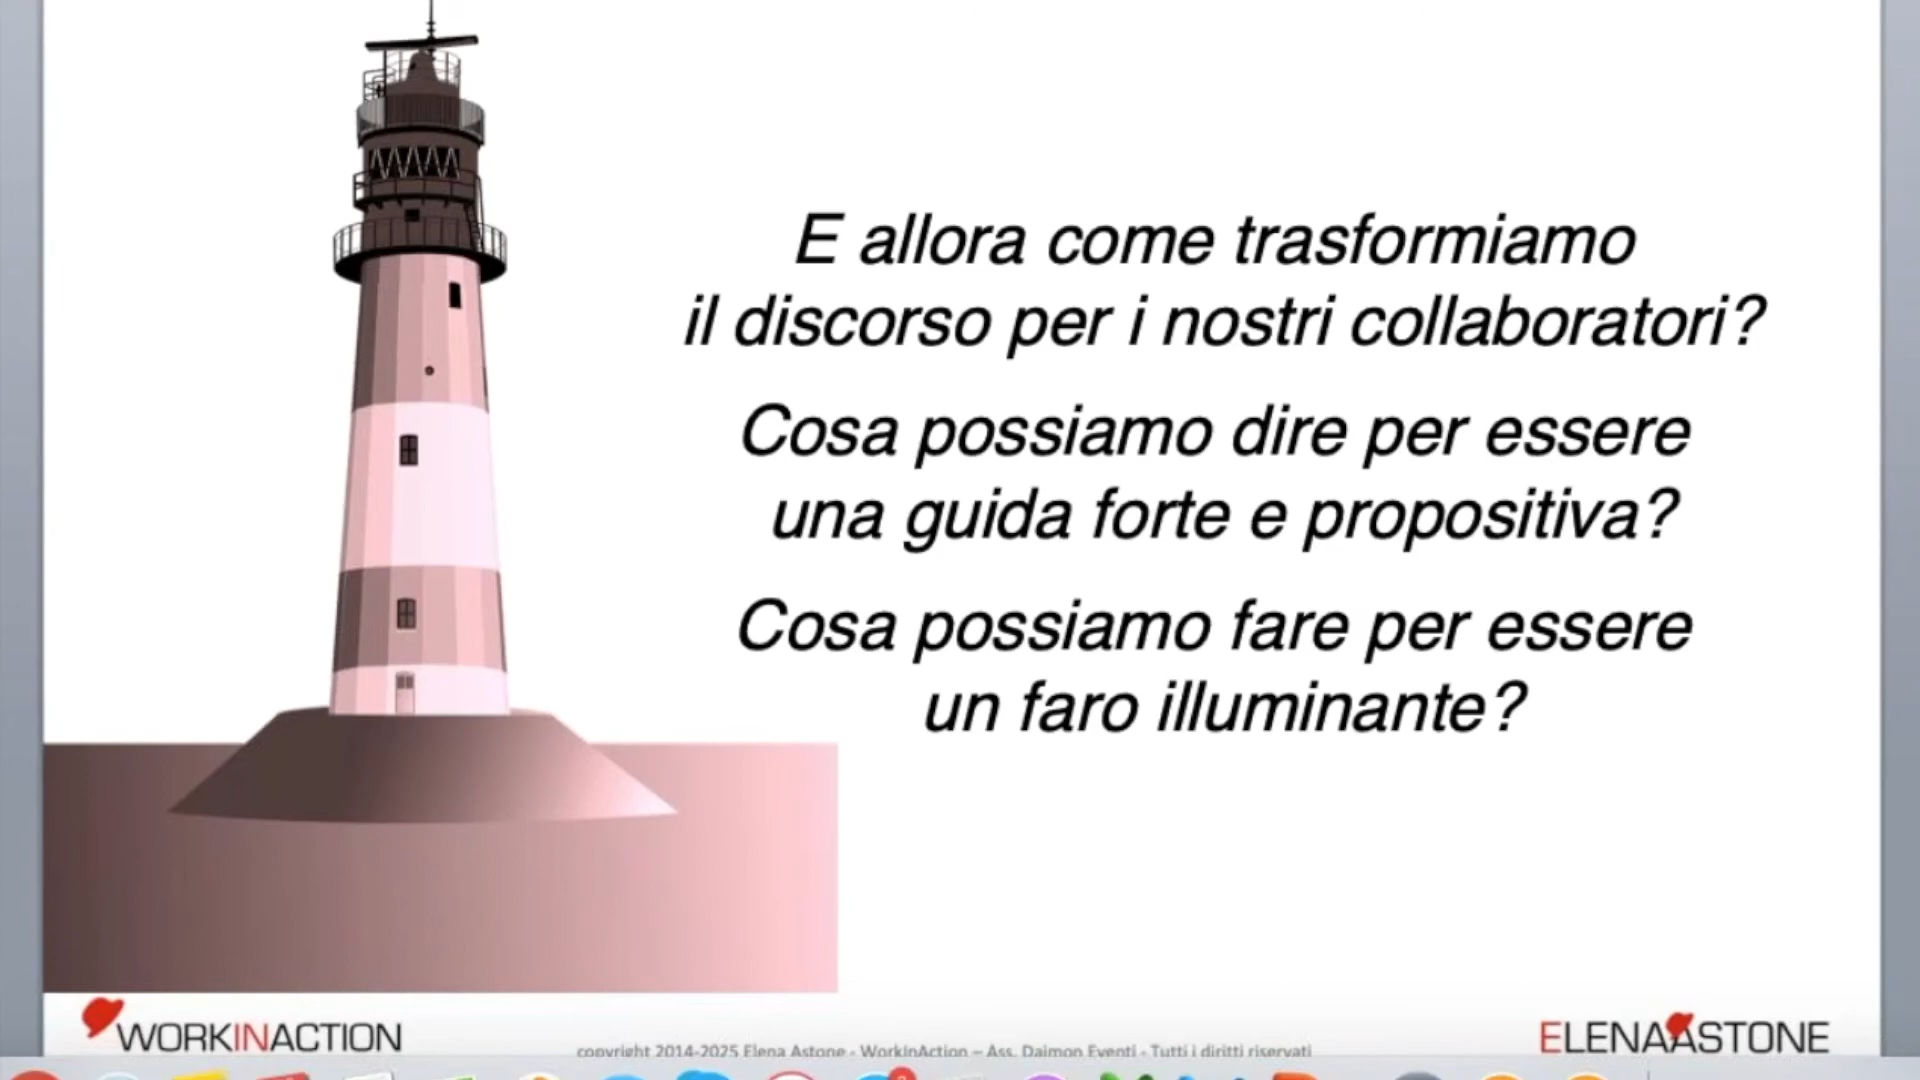 E allora come trasformiamo
il discorso per i nostri collaboratori?
Cosa possiamo dire per essere
una guida forte e propositiva?
Cosa possiamo fare per essere
un faro illuminante?
WORKINACTION
copyright 2014-2025 Elena Astone - WorkInAction – Ass. Daimon Eventi - Tutti i diritti riservati
ELENAASTONE